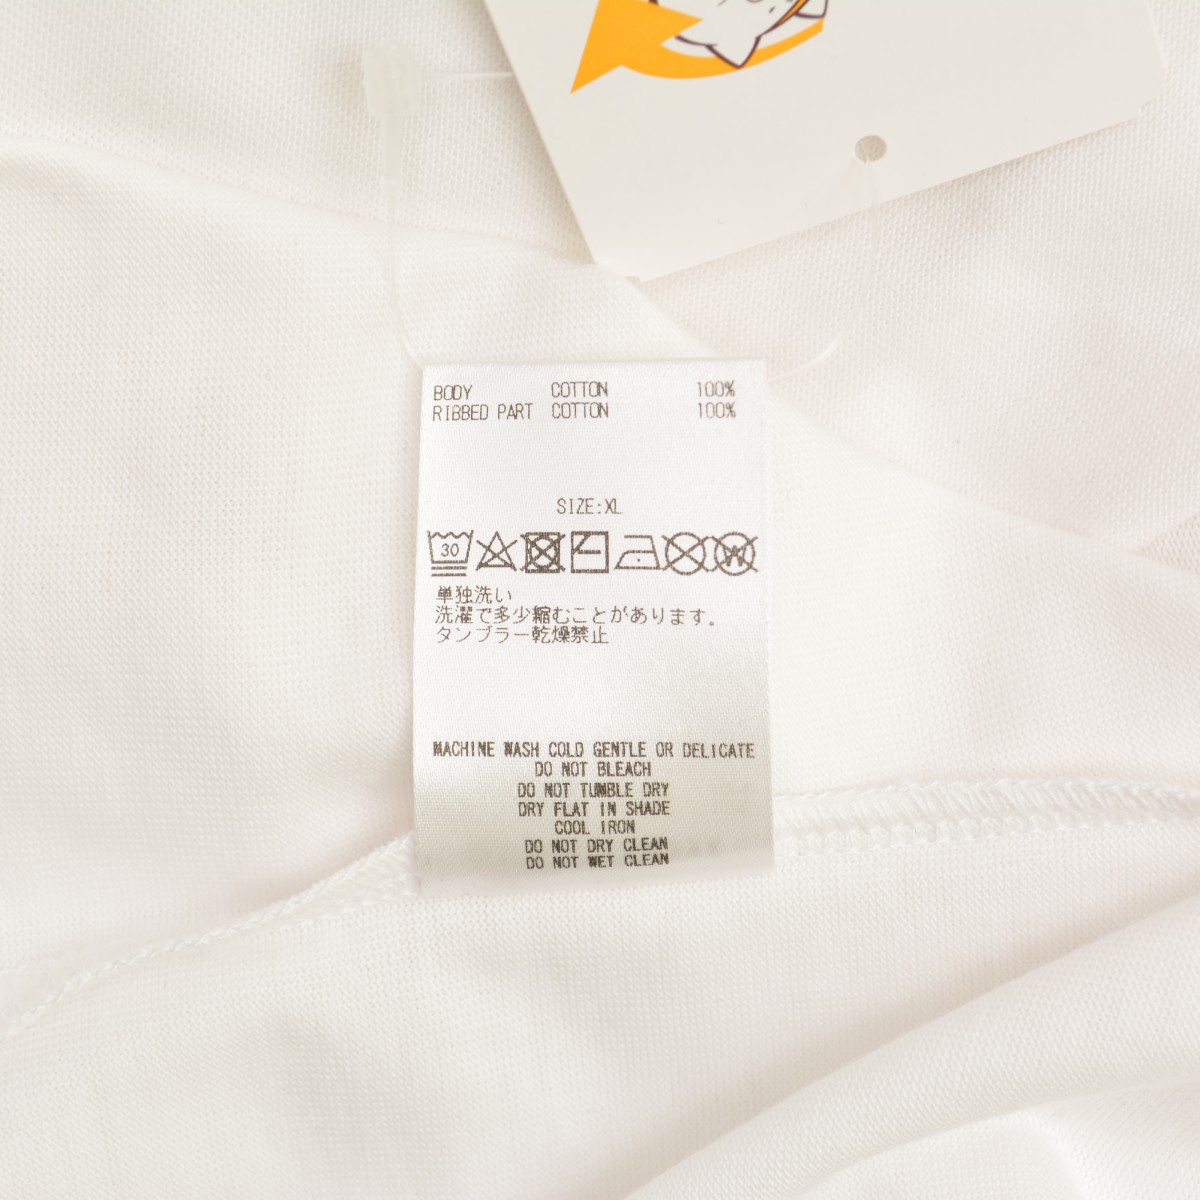 BODY COTTON 100%
RIBBED PART COTTON 100%
SIZE:XL
30
W
単独洗い
洗濯で多少縮むことがあります。
タンブラー乾燥禁止
MACHINE WASH COLD GENTLE OR DELICATE
DO NOT BLEACH
DO NOT TUMBLE DRY
DRY FLAT IN SHADE
COOL IRON
DO NOT DRY CLEAN
DO NOT WET CLEAN